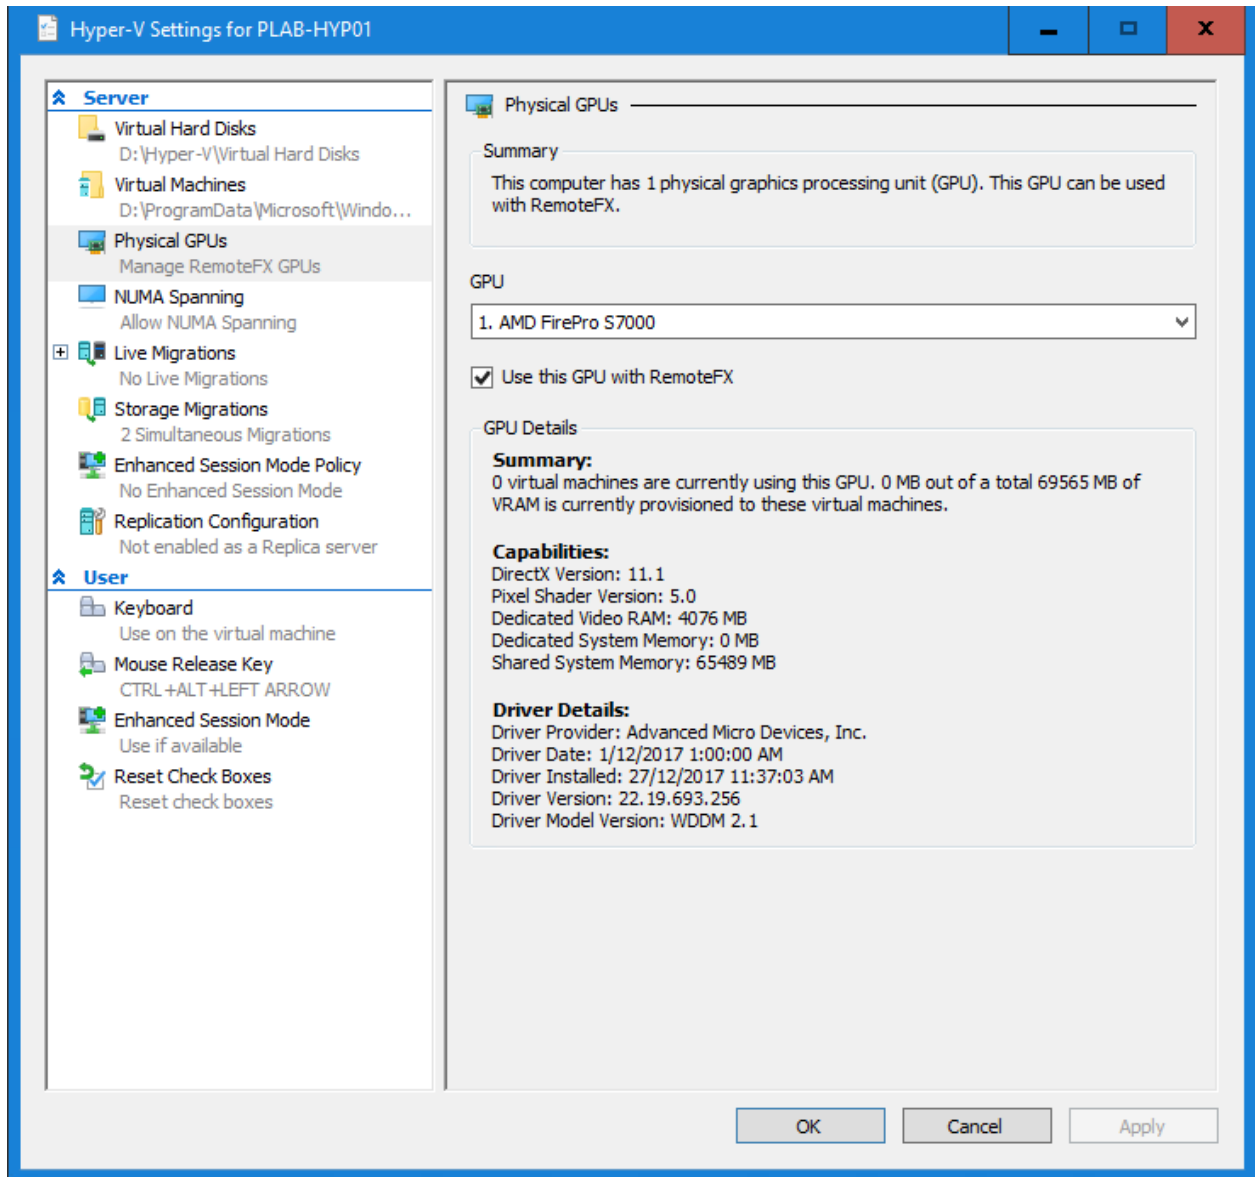 Hyper-V Settings for PLAB-HYP01
Server
Virtual Hard Disks
D:\Hyper-V\Virtual Hard Disks
Virtual Machines
D:\ProgramData\Microsoft\Windo...
Physical GPUs
Manage RemoteFX GPUs
NUMA Spanning
Allow NUMA Spanning
Live Migrations
No Live Migrations
Storage Migrations
2 Simultaneous Migrations
Enhanced Session Mode Policy
No Enhanced Session Mode
Replication Configuration
Not enabled as a Replica server
User
Keyboard
Use on the virtual machine
Mouse Release Key
CTRL+ALT+LEFT ARROW
Enhanced Session Mode
Use if available
Reset Check Boxes
Reset check boxes
Physical GPUs
Summary
This computer has 1 physical graphics processing unit (GPU). This GPU can be used
with RemoteFX.
GPU
1. AMD FirePro S7000
Use this GPU with RemoteFX
GPU Details
Summary:
0 virtual machines are currently using this GPU. 0 MB out of a total 69565 MB of
VRAM is currently provisioned to these virtual machines.
Capabilities:
DirectX Version: 11.1
Pixel Shader Version: 5.0
Dedicated Video RAM: 4076 MB
Dedicated System Memory: 0 MB
Shared System Memory: 65489 MB
Driver Details:
Driver Provider: Advanced Micro Devices, Inc.
Driver Date: 1/12/2017 1:00:00 AM
Driver Installed: 27/12/2017 11:37:03 AM
Driver Version: 22.19.693.256
Driver Model Version: WDDM 2.1
OK
Cancel
Apply